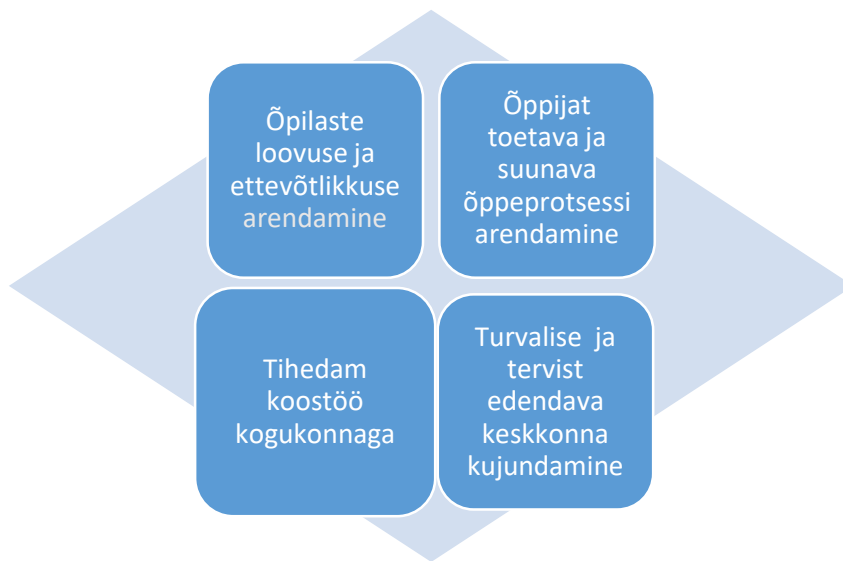 Õpilaste
loovuse ja
ettevõtlikkuse
arendamine
Õppijat
toetava ja
suunava
õppeprotsessi
arendamine
Tihedam
koostöö
kogukonnaga
Turvalise ja
tervist
edendava
keskkonna
kujundamine